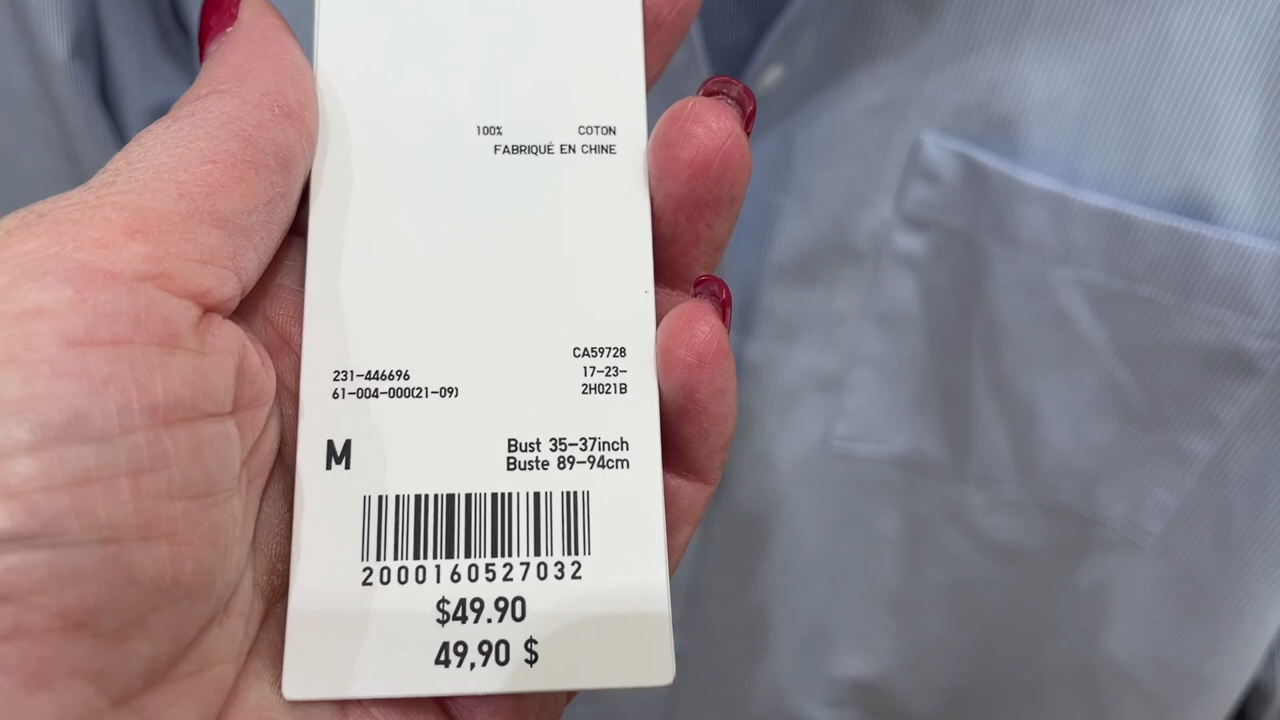 100% COTON
FABRIQUÉ EN CHINE
CA59728
231-446696 17-23-
61-004-000(21-09) 2H021B
M Bust 35-37inch
Buste 89-94cm
2000160527032
$49.90
49,90 $